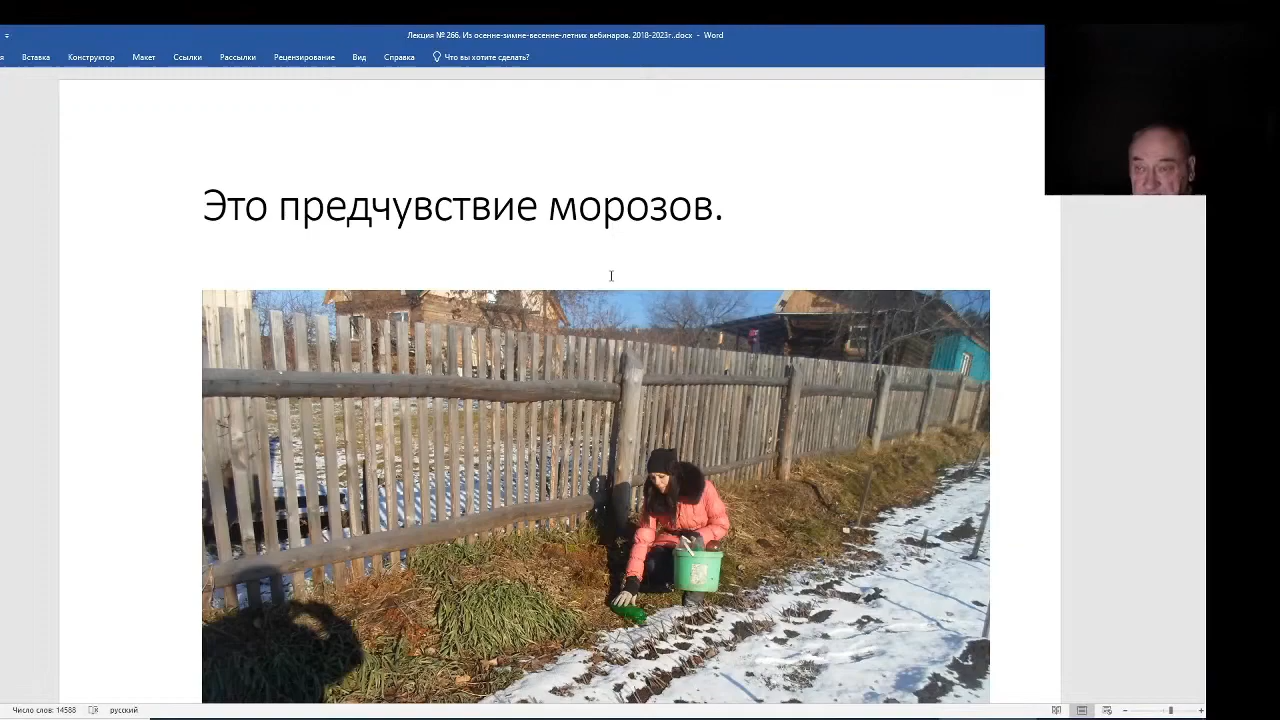 Лекция № 266. Из осенне-зимне-весенне-летних вебинаров. 2018-2023г..docx - Word
Вставка Конструктор Макет Ссылки Рассылки Рецензирование Вид Справка Что вы хотите сделать?
Это предчувствие морозов.
Число слов: 14588 русский